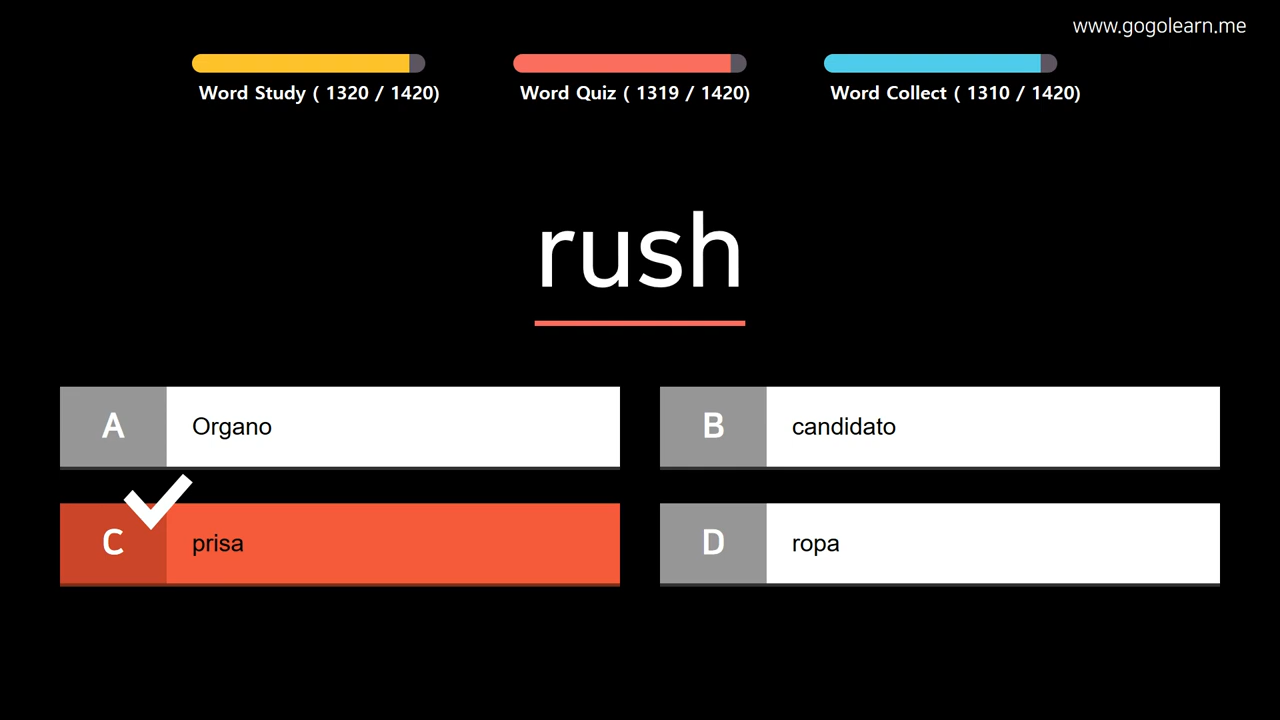 www.gogolearn.me
Word Study ( 1320 / 1420)
Word Quiz ( 1319 / 1420)
Word Collect ( 1310 / 1420)
rush
A Organo
B candidato
C prisa
D ropa